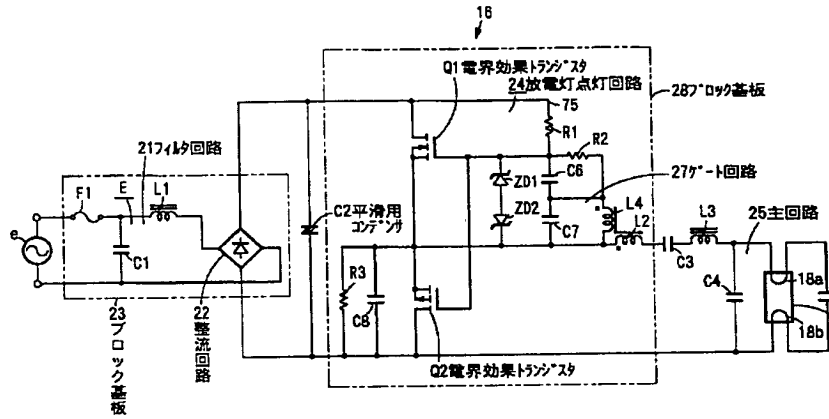 16
Q1電界効果トランジスタ
24放電灯点灯回路
28ブロック基板
75
R1
R2
21フィルタ回路
F1
E
L1
C2平滑用
コンデンサ
ZD1
C6
27ゲート回路
ZD2
C7
L4
L2
L3
25主回路
e
C1
R3
C8
C3
C4
18a
18b
23
ブロック基板
22
整流回路
Q2電界効果トランジスタ